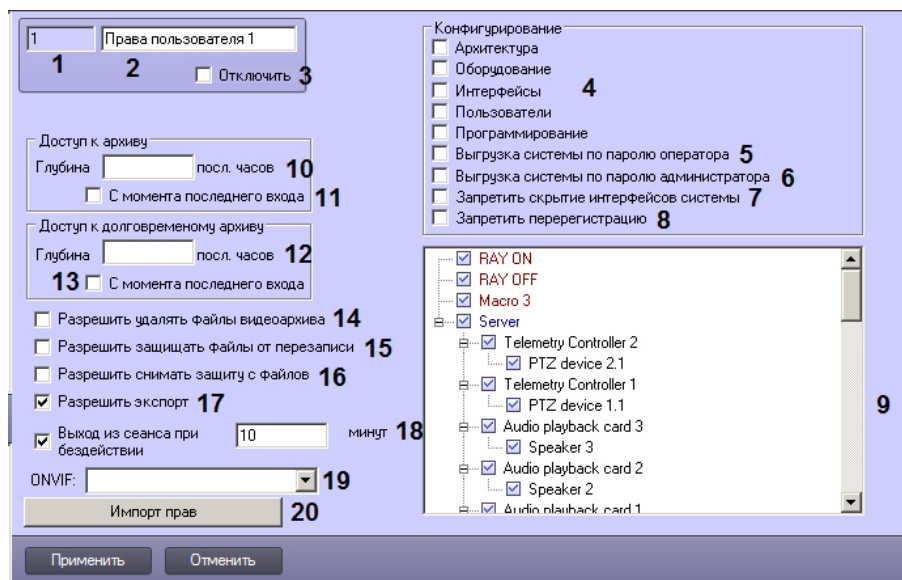 1 Права пользователя 1
1 2 Отключить 3
Доступ к архиву
Глубина посл. часов 10
С момента последнего входа 11
Доступ к долговременому архиву
Глубина посл. часов 12
13 С момента последнего входа
Разрешить удалять файлы видеоархива 14
Разрешить защищать файлы от перезаписи 15
Разрешить снимать защиту с файлов 16
Разрешить экспорт 17
Выход из сеанса при
бездействии
10 минут 18
ONVIF: 19
Импорт прав 20
Конфигурирование
Архитектура
Оборудование
Интерфейсы 4
Пользователи
Программирование
Выгрузка системы по паролю оператора 5
Выгрузка системы по паролю администратора 6
Запретить скрытие интерфейсов системы 7
Запретить перерегистрацию 8
RAY ON
RAY OFF
Macro 3
Server
Telemetry Controller 2
PTZ device 2.1
Telemetry Controller 1
PTZ device 1.1
9
Audio playback card 3
Speaker 3
Audio playback card 2
Speaker 2
Audio playback card 1
Применить Отменить